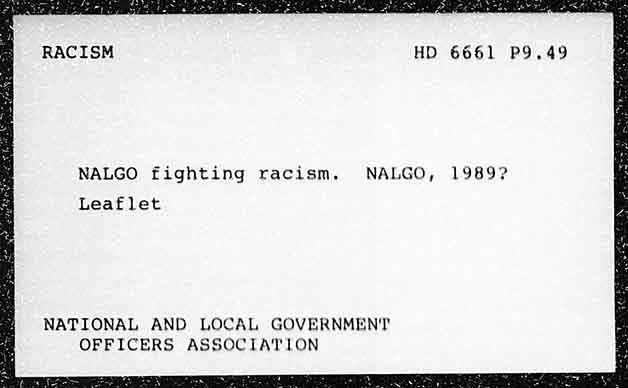 RACISM HD 6661 P9.49
NALGO fighting racism. NALGO, 1989?
Leaflet
NATIONAL AND LOCAL GOVERNMENT
OFFICERS ASSOCIATION